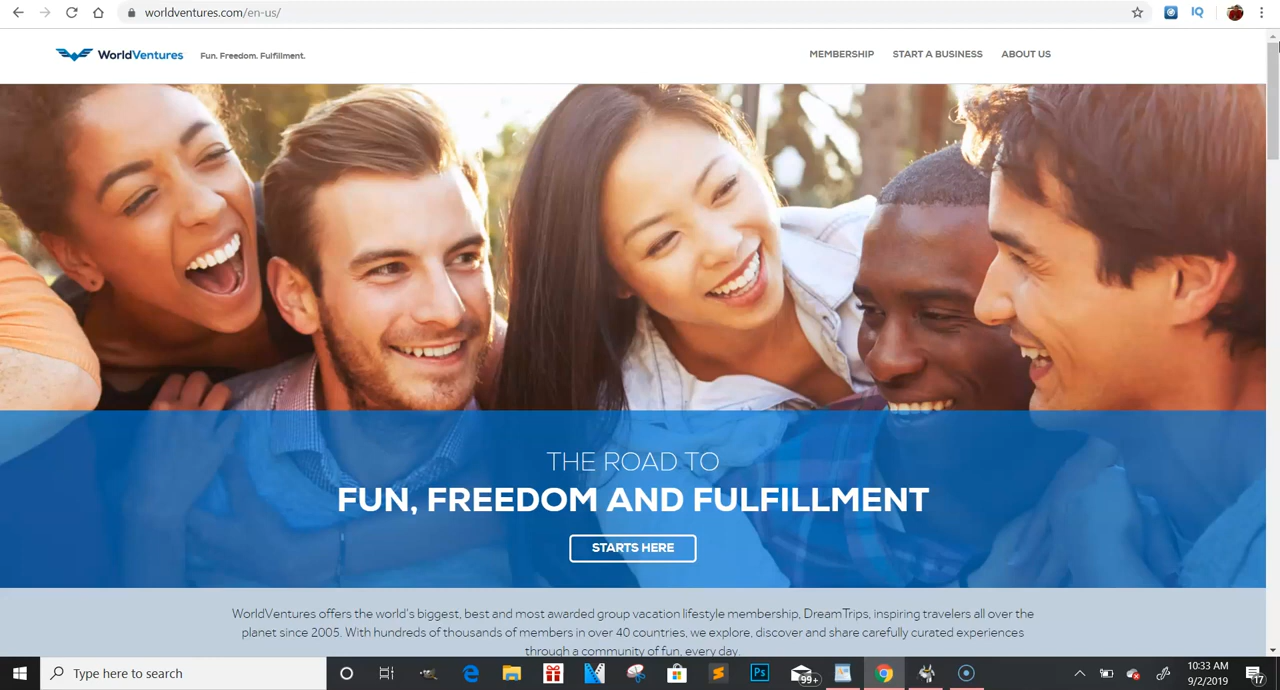 worldventures.com/en-us/
IQ
WorldVentures
Fun. Freedom. Fulfillment.
MEMBERSHIP
START A BUSINESS
ABOUT US
THE ROAD TO
FUN, FREEDOM AND FULFILLMENT
STARTS HERE
WorldVentures offers the world's biggest, best and most awarded group vacation lifestyle membership, DreamTrips, inspiring travelers all over the
planet since 2005. With hundreds of thousands of members in over 40 countries, we explore, discover and share carefully curated experiences
through a community of fun, every day.
Type here to search
Ps
99+
10:33 AM
9/2/2019
17